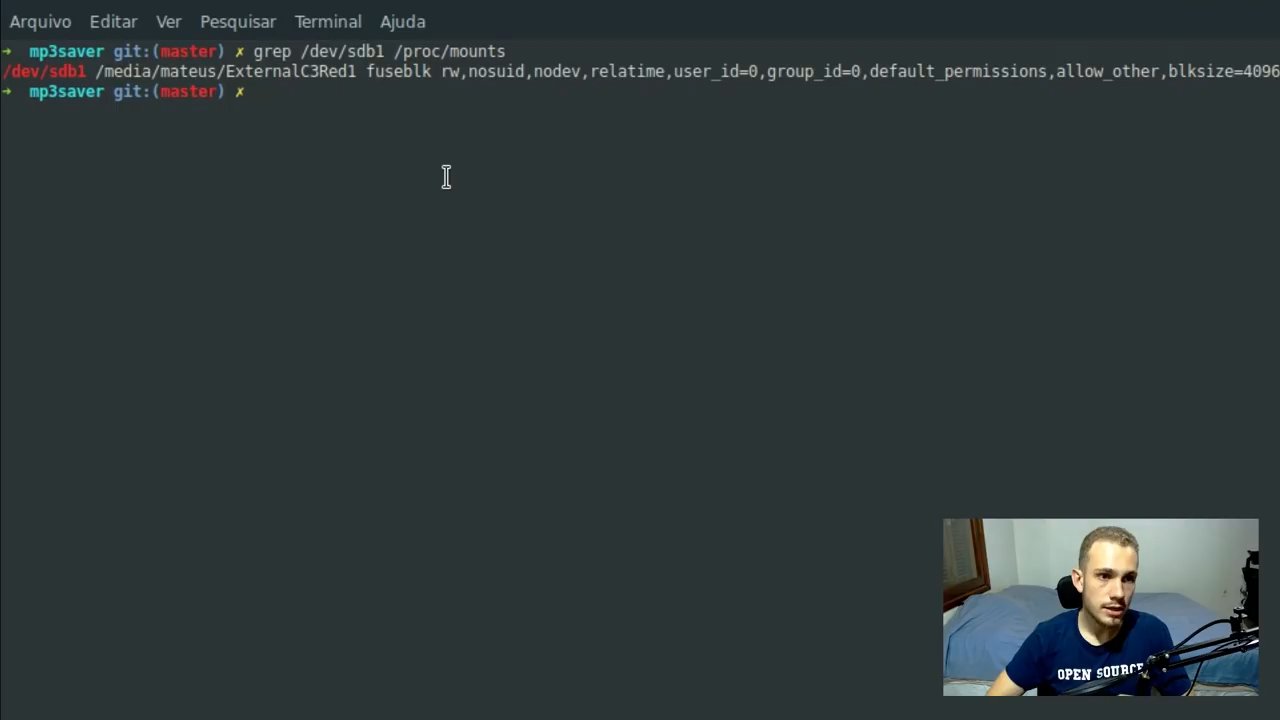 Arquivo Editar Ver Pesquisar Terminal Ajuda
➜ mp3saver git:(master) ✗ grep /dev/sdb1 /proc/mounts
/dev/sdb1 /media/mateus/ExternalC3Red1 fuseblk rw,nosuid,nodev,relatime,user_id=0,group_id=0,default_permissions,allow_other,blksize=4096
➜ mp3saver git:(master) ✗
OPEN SOURCE